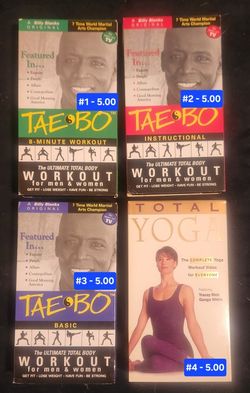 A Billy Blanks
ORIGINAL
7 Time World Martial
Arts Champion
Featured
In...
• Esquire
• People
• Allure
• Cosmopolitan
• Good Morning
America
#1 - 5.00
TAE BO
8-MINUTE WORKOUT
The ULTIMATE TOTAL BODY
WORKOUT
for men & women
GET FIT • LOSE WEIGHT • HAVE FUN • BE STRONG
A Billy Blanks
ORIGINAL
7 Time World Martial
Arts Champion
Featured
In...
• Esquire
• People
• Allure
• Cosmopolitan
• Good Morning
America
#2 - 5.00
TAE BO
INSTRUCTIONAL
The ULTIMATE TOTAL BODY
WORKOUT
for men & women
GET FIT • LOSE WEIGHT • HAVE FUN • BE STRONG
A Billy Blanks
ORIGINAL
7 Time World Martial
Arts Champion
Featured
In...
• Esquire
• People
• Allure
• Cosmopolitan
• Good Morning
America
#3 - 5.00
TAE BO
BASIC
The ULTIMATE TOTAL BODY
WORKOUT
for men & women
GET FIT • LOSE WEIGHT • HAVE FUN • BE STRONG
TOTAL
YOGA
The COMPLETE Yoga
Workout Video
for EVERYONE
Featuring
Tracey Rich
Ganga White
#4 - 5.00